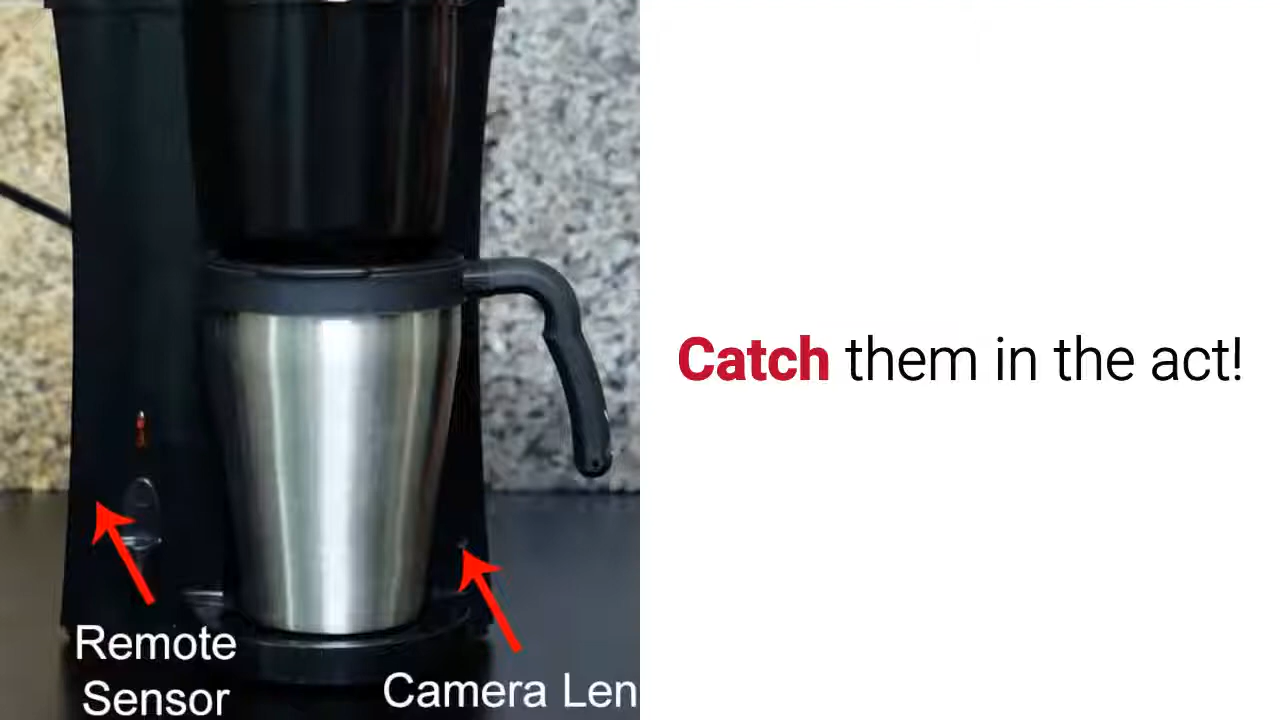 Catch them in the act!
Remote
Sensor
Camera Len